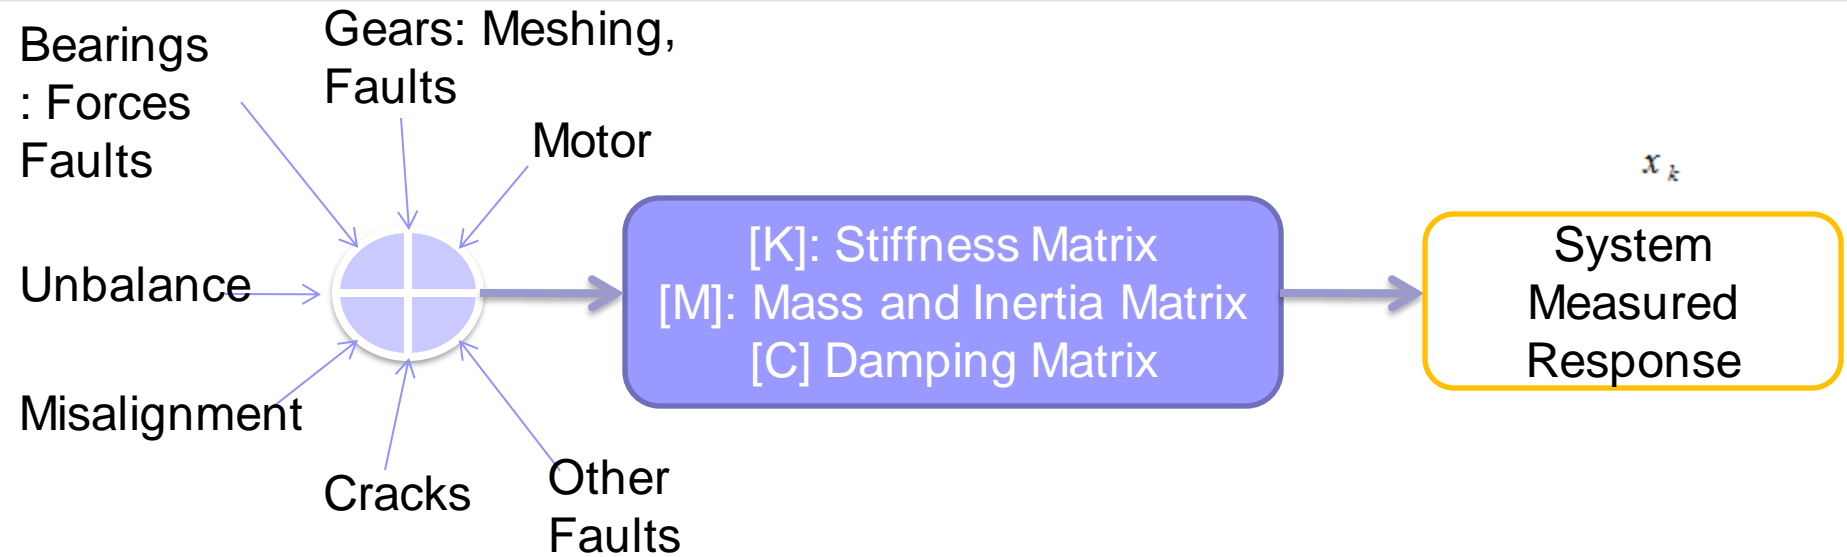 Bearings
: Forces
Faults
Gears: Meshing,
Faults
Motor
Unbalance
Misalignment
Cracks
Other
Faults
[K]: Stiffness Matrix
[M]: Mass and Inertia Matrix
[C] Damping Matrix
x k
System
Measured
Response